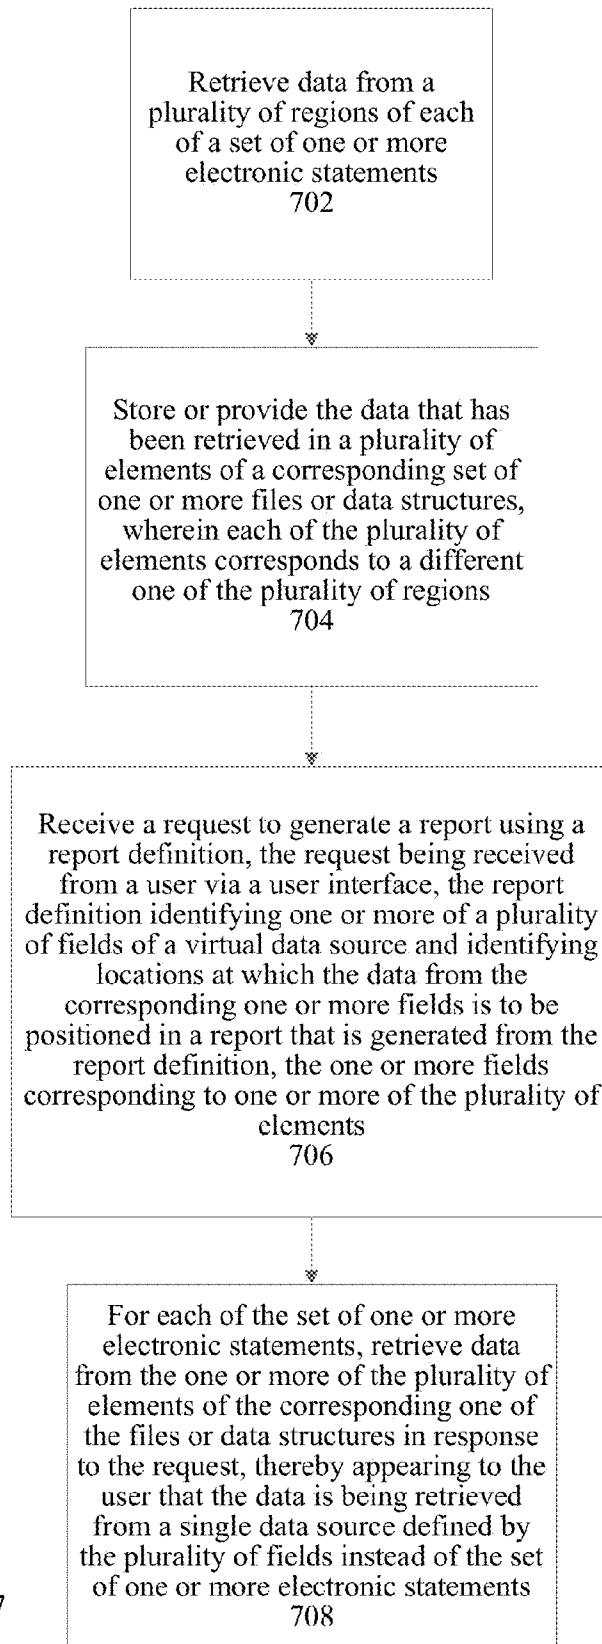 Retrieve data from a
plurality of regions of each
of a set of one or more
electronic statements
702
Store or provide the data that has
been retrieved in a plurality of
elements of a corresponding set of
one or more files or data structures,
wherein each of the plurality of
elements corresponds to a different
one of the plurality of regions
704
Receive a request to generate a report using a
report definition, the request being received
from a user via a user interface, the report
definition identifying one or more of a plurality
of fields of a virtual data source and identifying
locations at which the data from the
corresponding one or more fields is to be
positioned in a report that is generated from the
report definition, the one or more fields
corresponding to one or more of the plurality of
elements
706
For each of the set of one or more
electronic statements, retrieve data
from the one or more of the plurality of
elements of the corresponding one of
the files or data structures in response
to the request, thereby appearing to the
user that the data is being retrieved
from a single data source defined by
the plurality of fields instead of the set
of one or more electronic statements
708